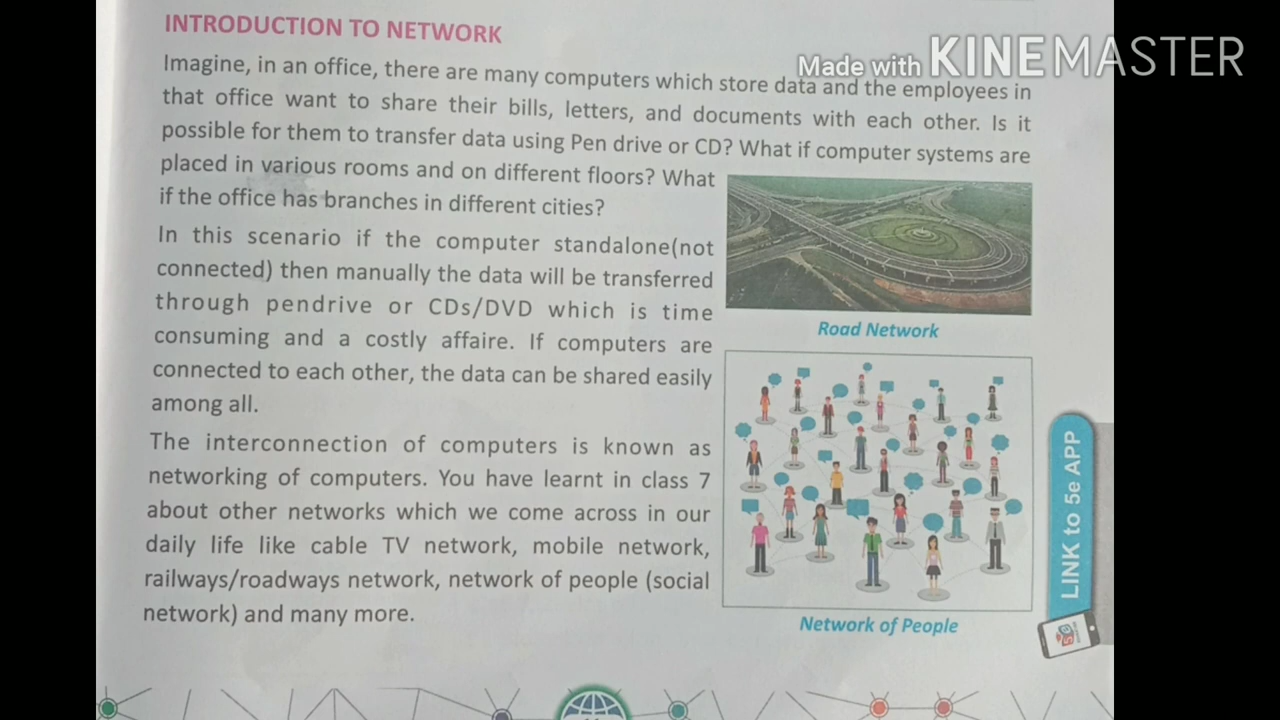 INTRODUCTION TO NETWORK
Made with KINEMASTER
Imagine, in an office, there are many computers which store data and the employees in
that office want to share their bills, letters, and documents with each other. Is it
possible for them to transfer data using Pen drive or CD? What if computer systems are
placed in various rooms and on different floors? What
if the office has branches in different cities?
In this scenario if the computer standalone(not
connected) then manually the data will be transferred
through pendrive or CDs/DVD which is time
consuming and a costly affaire. If computers are
connected to each other, the data can be shared easily
among all.
The interconnection of computers is known as
networking of computers. You have learnt in class 7
about other networks which we come across in our
daily life like cable TV network, mobile network,
railways/roadways network, network of people (social
network) and many more.
Road Network
Network of People
LINK to 5e APP